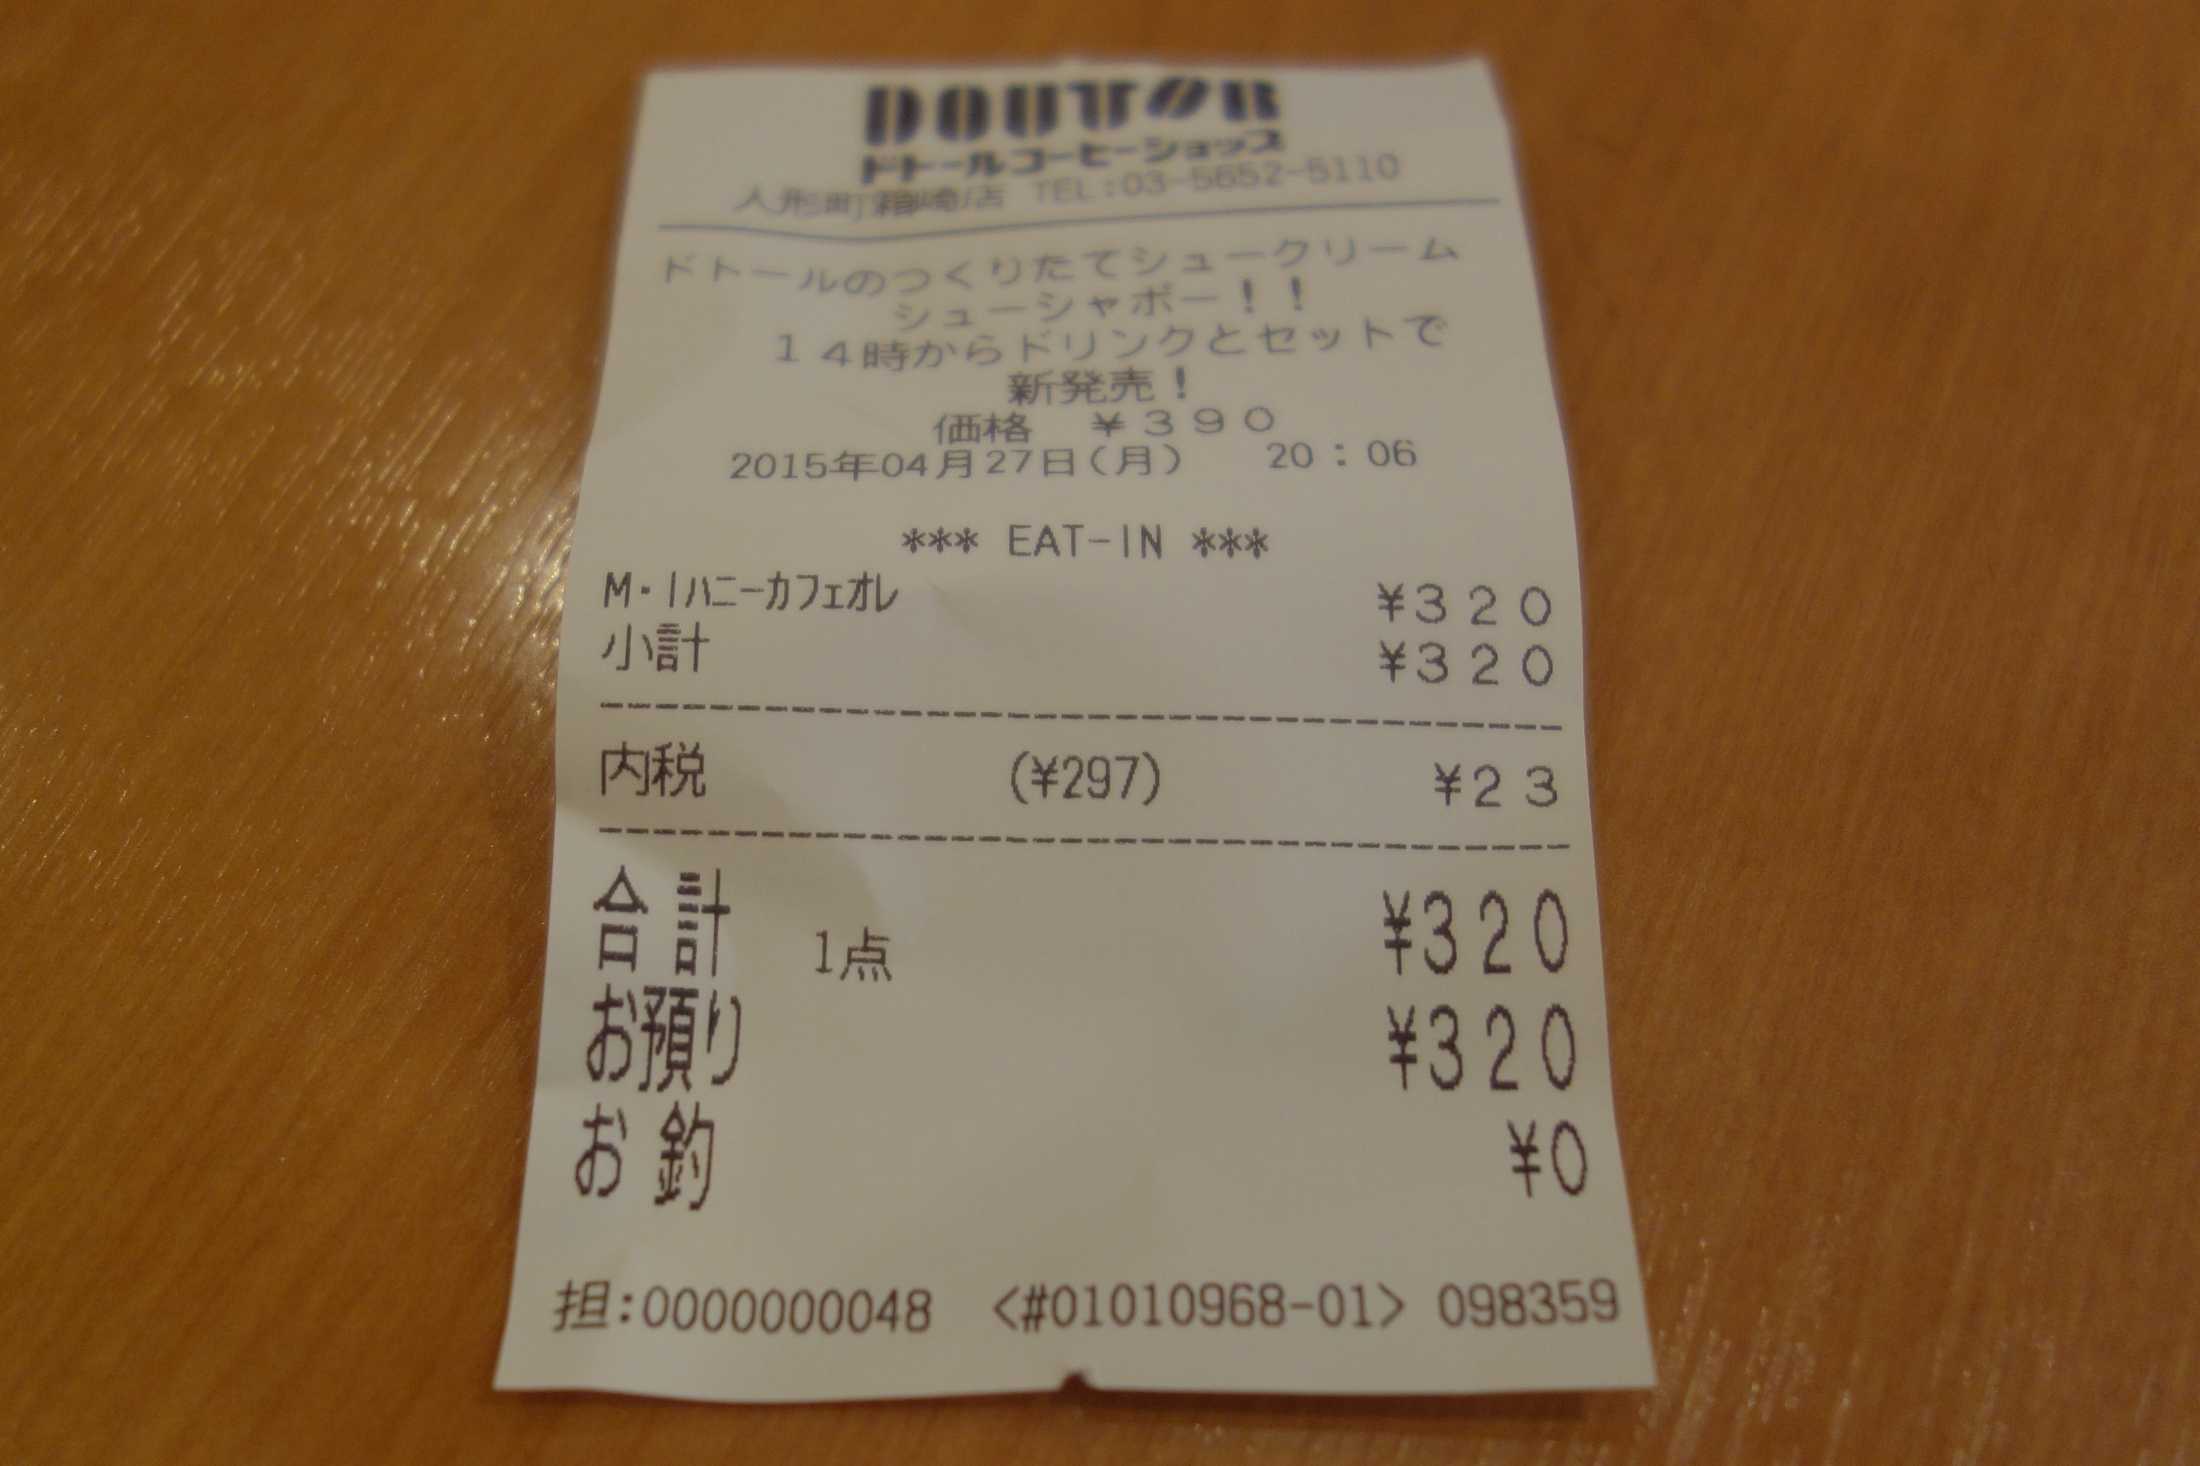 DOUTOR
ドトールコーヒーショップ
人形町箱崎店 TEL:03-5652-5110
ドトールのつくりたてシュークリーム
シューシャポー！！
１４時からドリンクとセットで
新発売！
価格 ￥３９０
2015年04月27日(月) 20:06
*** EAT-IN ***
M・Iハニーカフェオレ ¥３２０
小計 ¥３２０
内税 (¥297) ¥２３
合計 1点 ¥320
お預り ¥320
お釣 ¥0
担:0000000048 <#01010968-01> 098359